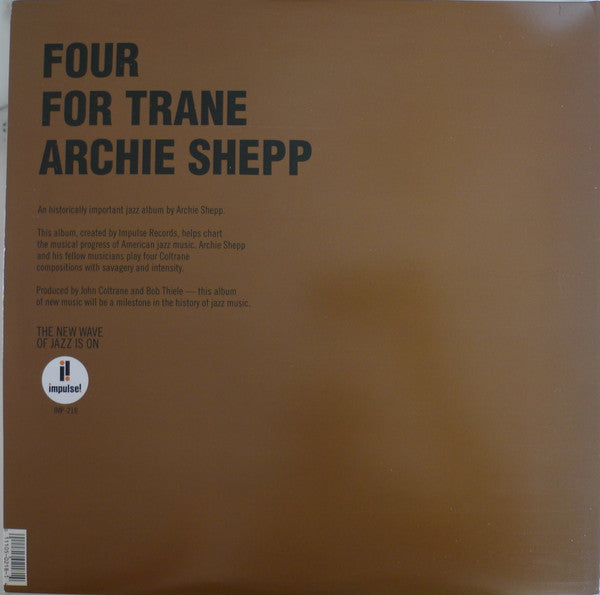 FOUR
FOR TRANE
ARCHIE SHEPP
An historically important jazz album by Archie Shepp.
This album, created by Impulse Records, helps chart
the musical progress of American jazz music. Archie Shepp
and his fellow musicians play four Coltrane
compositions with savagery and intensity.
Produced by John Coltrane and Bob Thiele — this album
of new music will be a milestone in the history of jazz music.
THE NEW WAVE
OF JAZZ IS ON
i!
impulse!
IMP-218